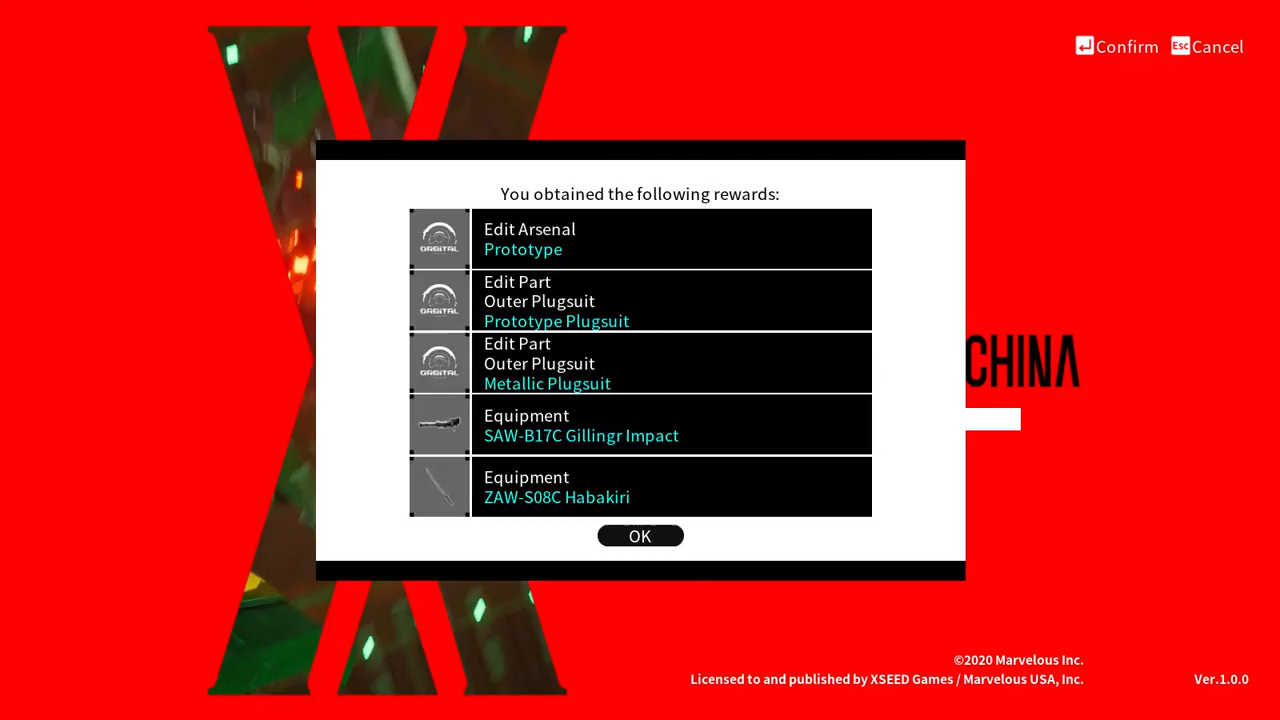 Confirm
Esc Cancel
You obtained the following rewards:
ORBITAL
Edit Arsenal
Prototype
ORBITAL
Edit Part
Outer Plugsuit
Prototype Plugsuit
ORBITAL
Edit Part
Outer Plugsuit
Metallic Plugsuit
Equipment
SAW-B17C Gillingr Impact
Equipment
ZAW-S08C Habakiri
OK
CHINA
©2020 Marvelous Inc.
Licensed to and published by XSEED Games / Marvelous USA, Inc.
Ver.1.0.0